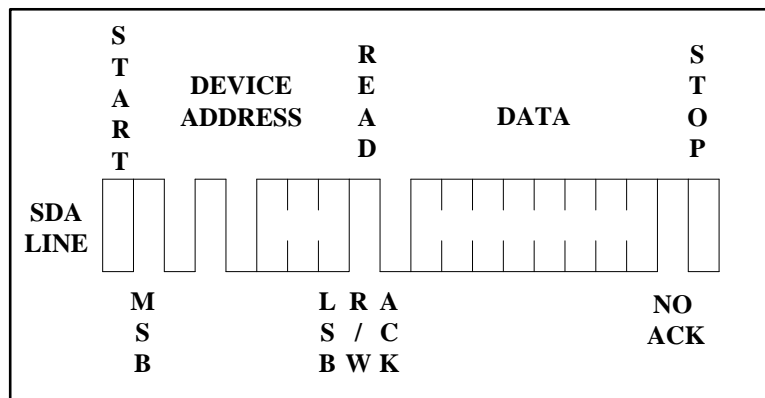 START
DEVICE
ADDRESS
READ
DATA
STOP
SDA
LINE
MSB
LSB
R/W
ACK
NO
ACK